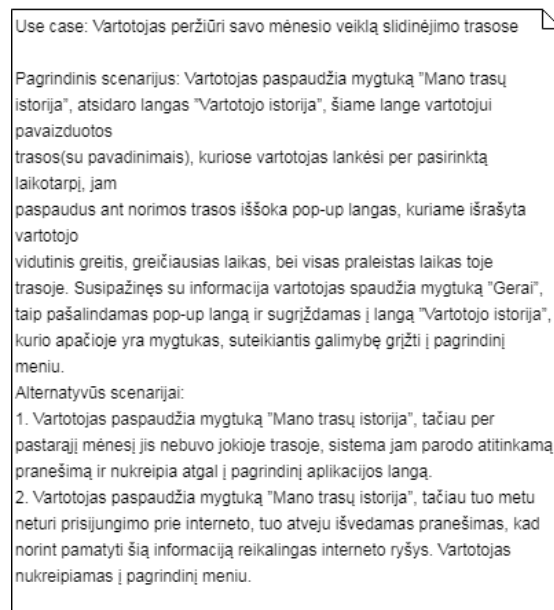 Use case: Vartotojas peržiūri savo mėnesio veiklą slidinėjimo trasose
Pagrindinis scenarijus: Vartotojas paspaudžia mygtuką "Mano trasų
istorija", atsidaro langas "Vartotojo istorija", šiame lange vartotojui
pavaizduotos
trasos(su pavadinimais), kuriose vartotojas lankėsi per pasirinktą
laikotarpį, jam
paspaudus ant norimos trasos iššoka pop-up langas, kuriame išrašyta
vartotojo
vidutinis greitis, greičiausias laikas, bei visas praleistas laikas toje
trasoje. Susipažinęs su informacija vartotojas spaudžia mygtuką "Gerai",
taip pašalindamas pop-up langą ir sugrįždamas į langą "Vartotojo istorija",
kurio apačioje yra mygtukas, suteikiantis galimybę grįžti į pagrindinį
meniu.
Alternatyvūs scenarijai:
1. Vartotojas paspaudžia mygtuką "Mano trasų istorija", tačiau per
pastarąjį mėnesį jis nebuvo jokioje trasoje, sistema jam parodo atitinkamą
pranešimą ir nukreipia atgal į pagrindinį aplikacijos langą.
2. Vartotojas paspaudžia mygtuką "Mano trasų istorija", tačiau tuo metu
neturi prisijungimo prie interneto, tuo atveju išvedamas pranešimas, kad
norint pamatyti šią informaciją reikalingas interneto ryšys. Vartotojas
nukreipiamas į pagrindinį meniu.